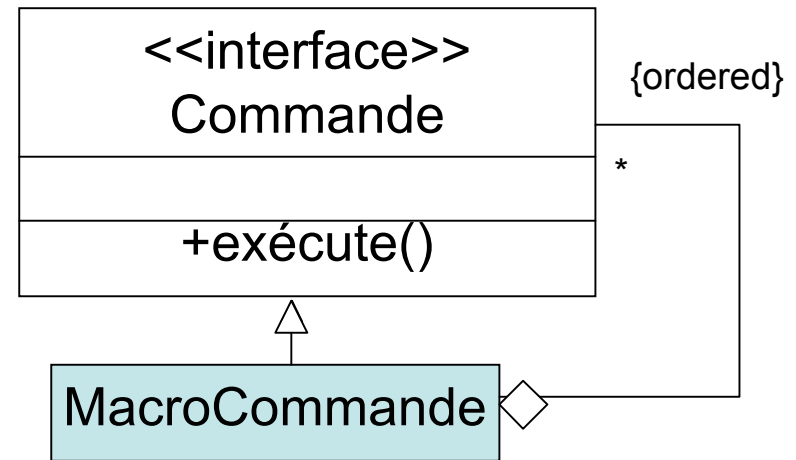 <<interface>>
Commande
{ordered}
*
+exécute()
MacroCommande